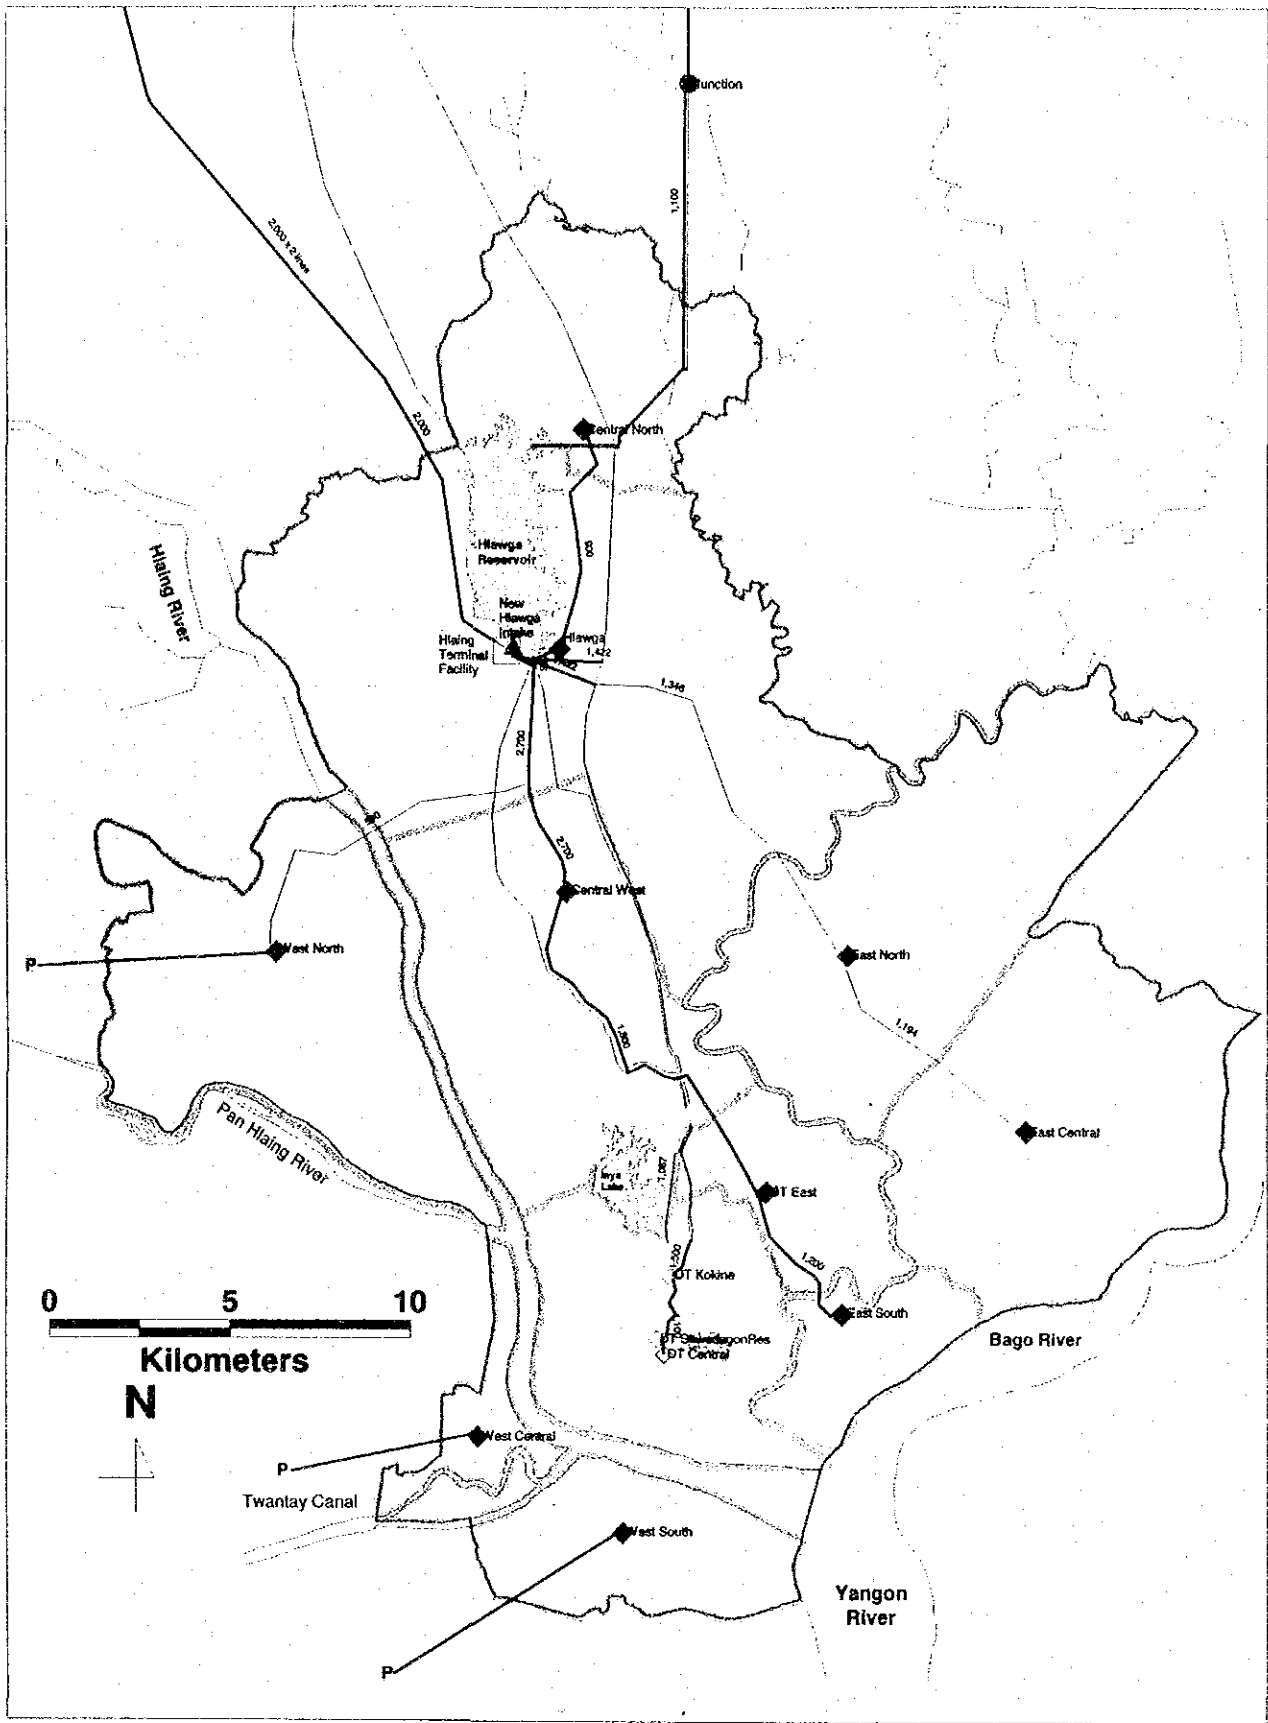 Junction
1,100
2,000 x 2 lines
2,000
Central North
Hlawga
Reservoir
Hlaing River
New
Hlawga
Intake
Hlawga
1,422
Hlaing
Terminal
Facility
1,346
2,700
2,700
Central West
West North
P
East North
1,800
1,194
Pan Hlaing River
East Central
Inya
Lake
1,067
DT East
1,200
DT Kokine
0 5 10
Kilometers
N
East South
Bago River
DT Central
West Central
P
Twantay Canal
West South
Yangon
River
P